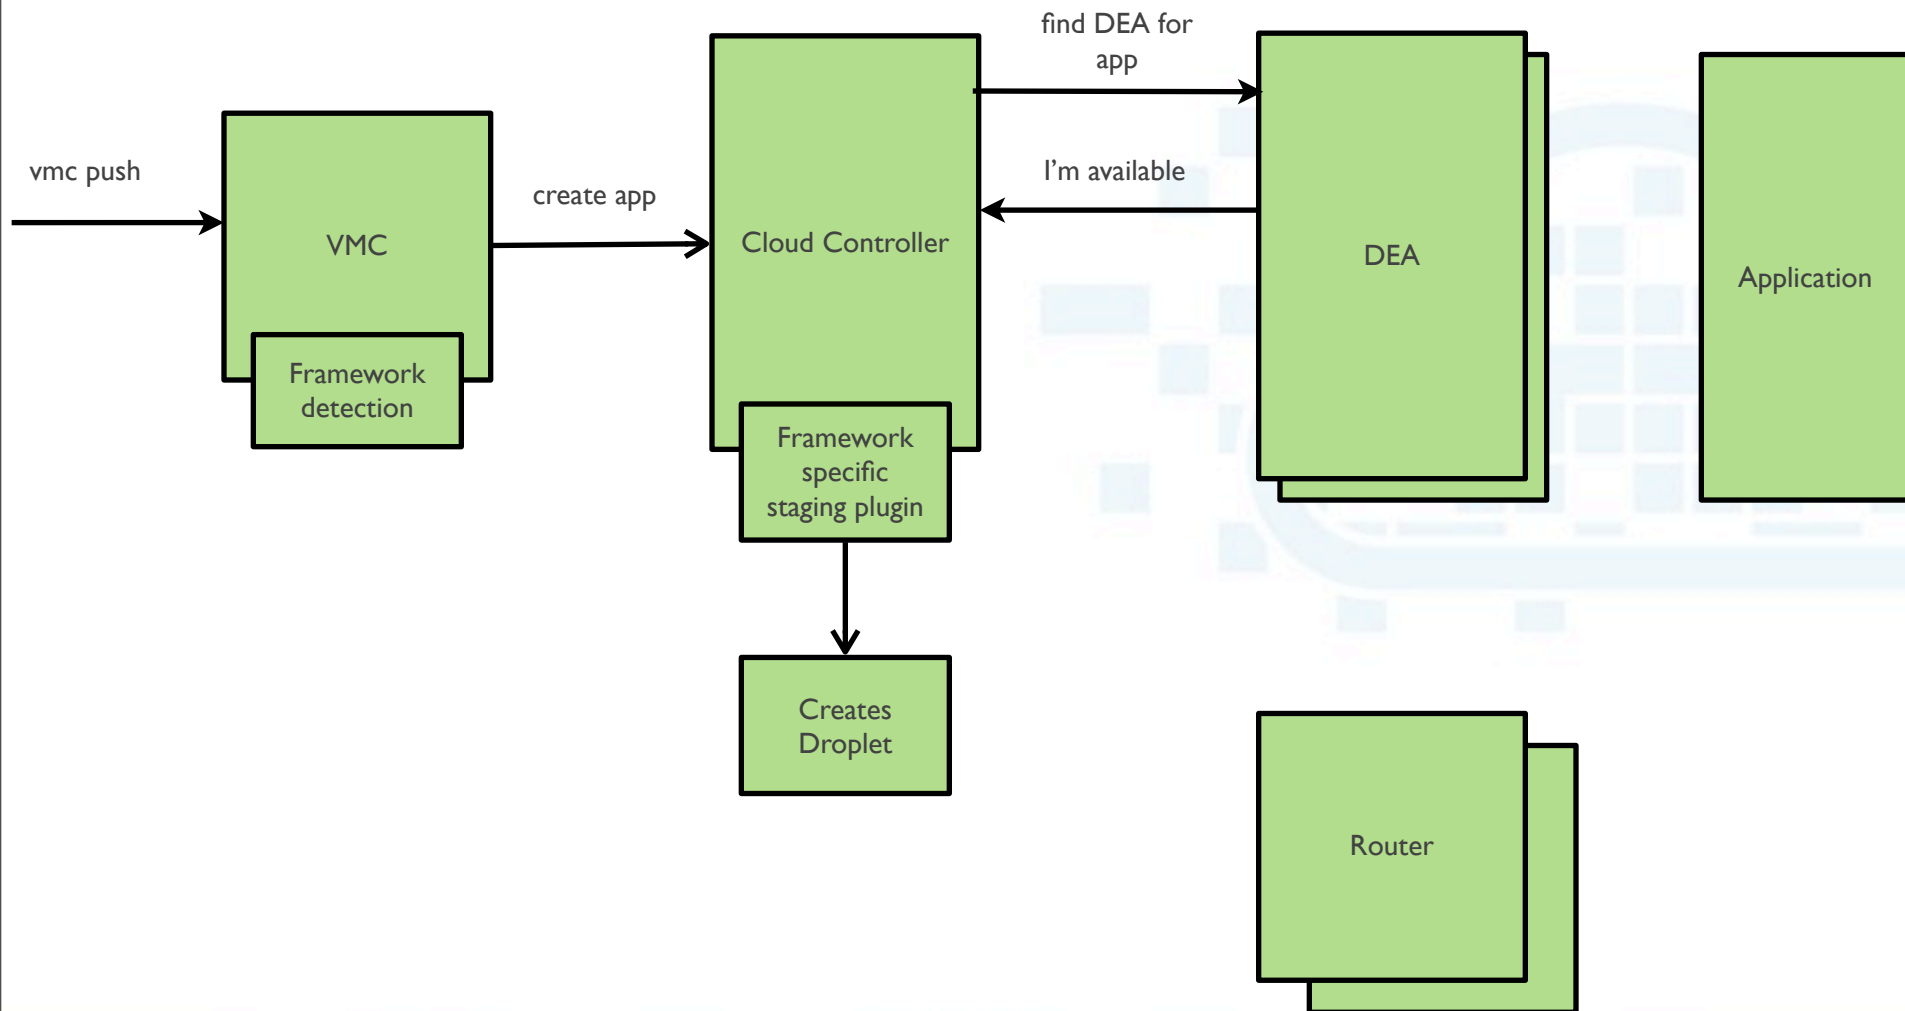 find DEA for
app
vmc push
create app
I'm available
VMC
Cloud Controller
DEA
Application
Framework
detection
Framework
specific
staging plugin
Creates
Droplet
Router